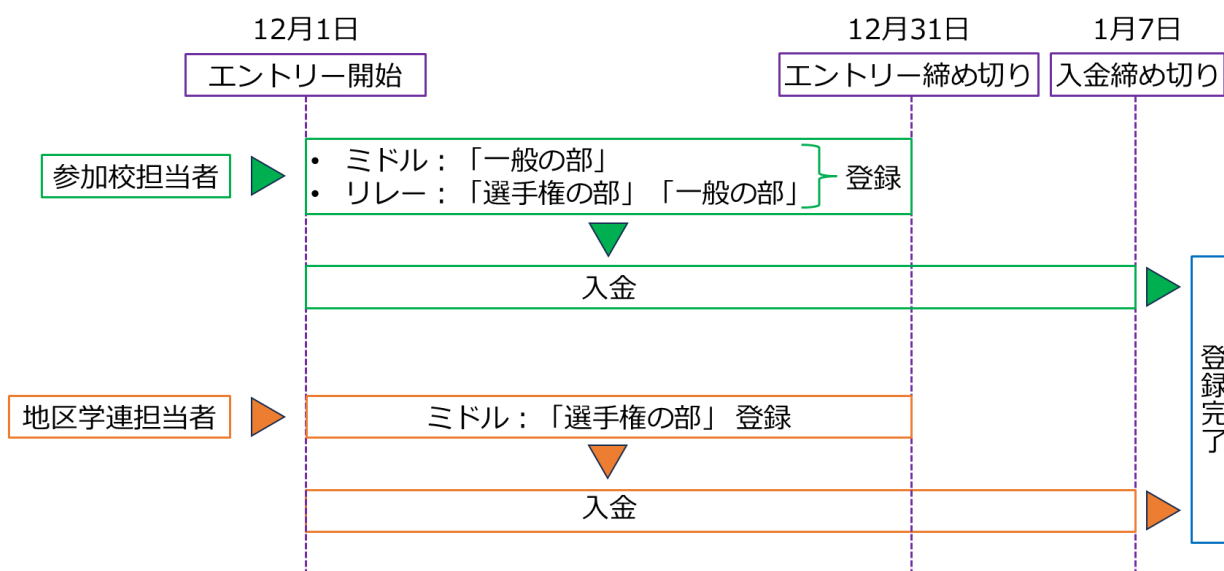 12月1日
12月31日
1月7日
エントリー開始
エントリー締め切り
入金締め切り
参加校担当者
• ミドル：「一般の部」
• リレー：「選手権の部」「一般の部」
登録
入金
地区学連担当者
ミドル：「選手権の部」 登録
入金
登録完了